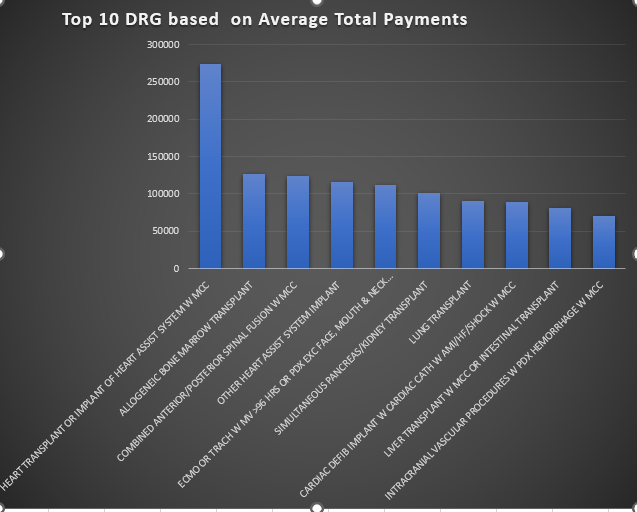 Top 10 DRG based  on Average Total Payments
300000
250000
200000
150000
100000
50000
0
HEART TRANSPLANT OR IMPLANT OF HEART ASSIST SYSTEM W MCC
ALLOGENEIC BONE MARROW TRANSPLANT
COMBINED ANTERIOR/POSTERIOR SPINAL FUSION W MCC
OTHER HEART ASSIST SYSTEM IMPLANT
ECMO OR TRACH W MV >96 HRS OR PDX EXC FACE, MOUTH & NECK...
SIMULTANEOUS PANCREAS/KIDNEY TRANSPLANT
LUNG TRANSPLANT
CARDIAC DEFIB IMPLANT W CARDIAC CATH W AMI/HF/SHOCK W MCC
LIVER TRANSPLANT W MCC OR INTESTINAL TRANSPLANT
INTRACRANIAL VASCULAR PROCEDURES W PDX HEMORRHAGE W MCC